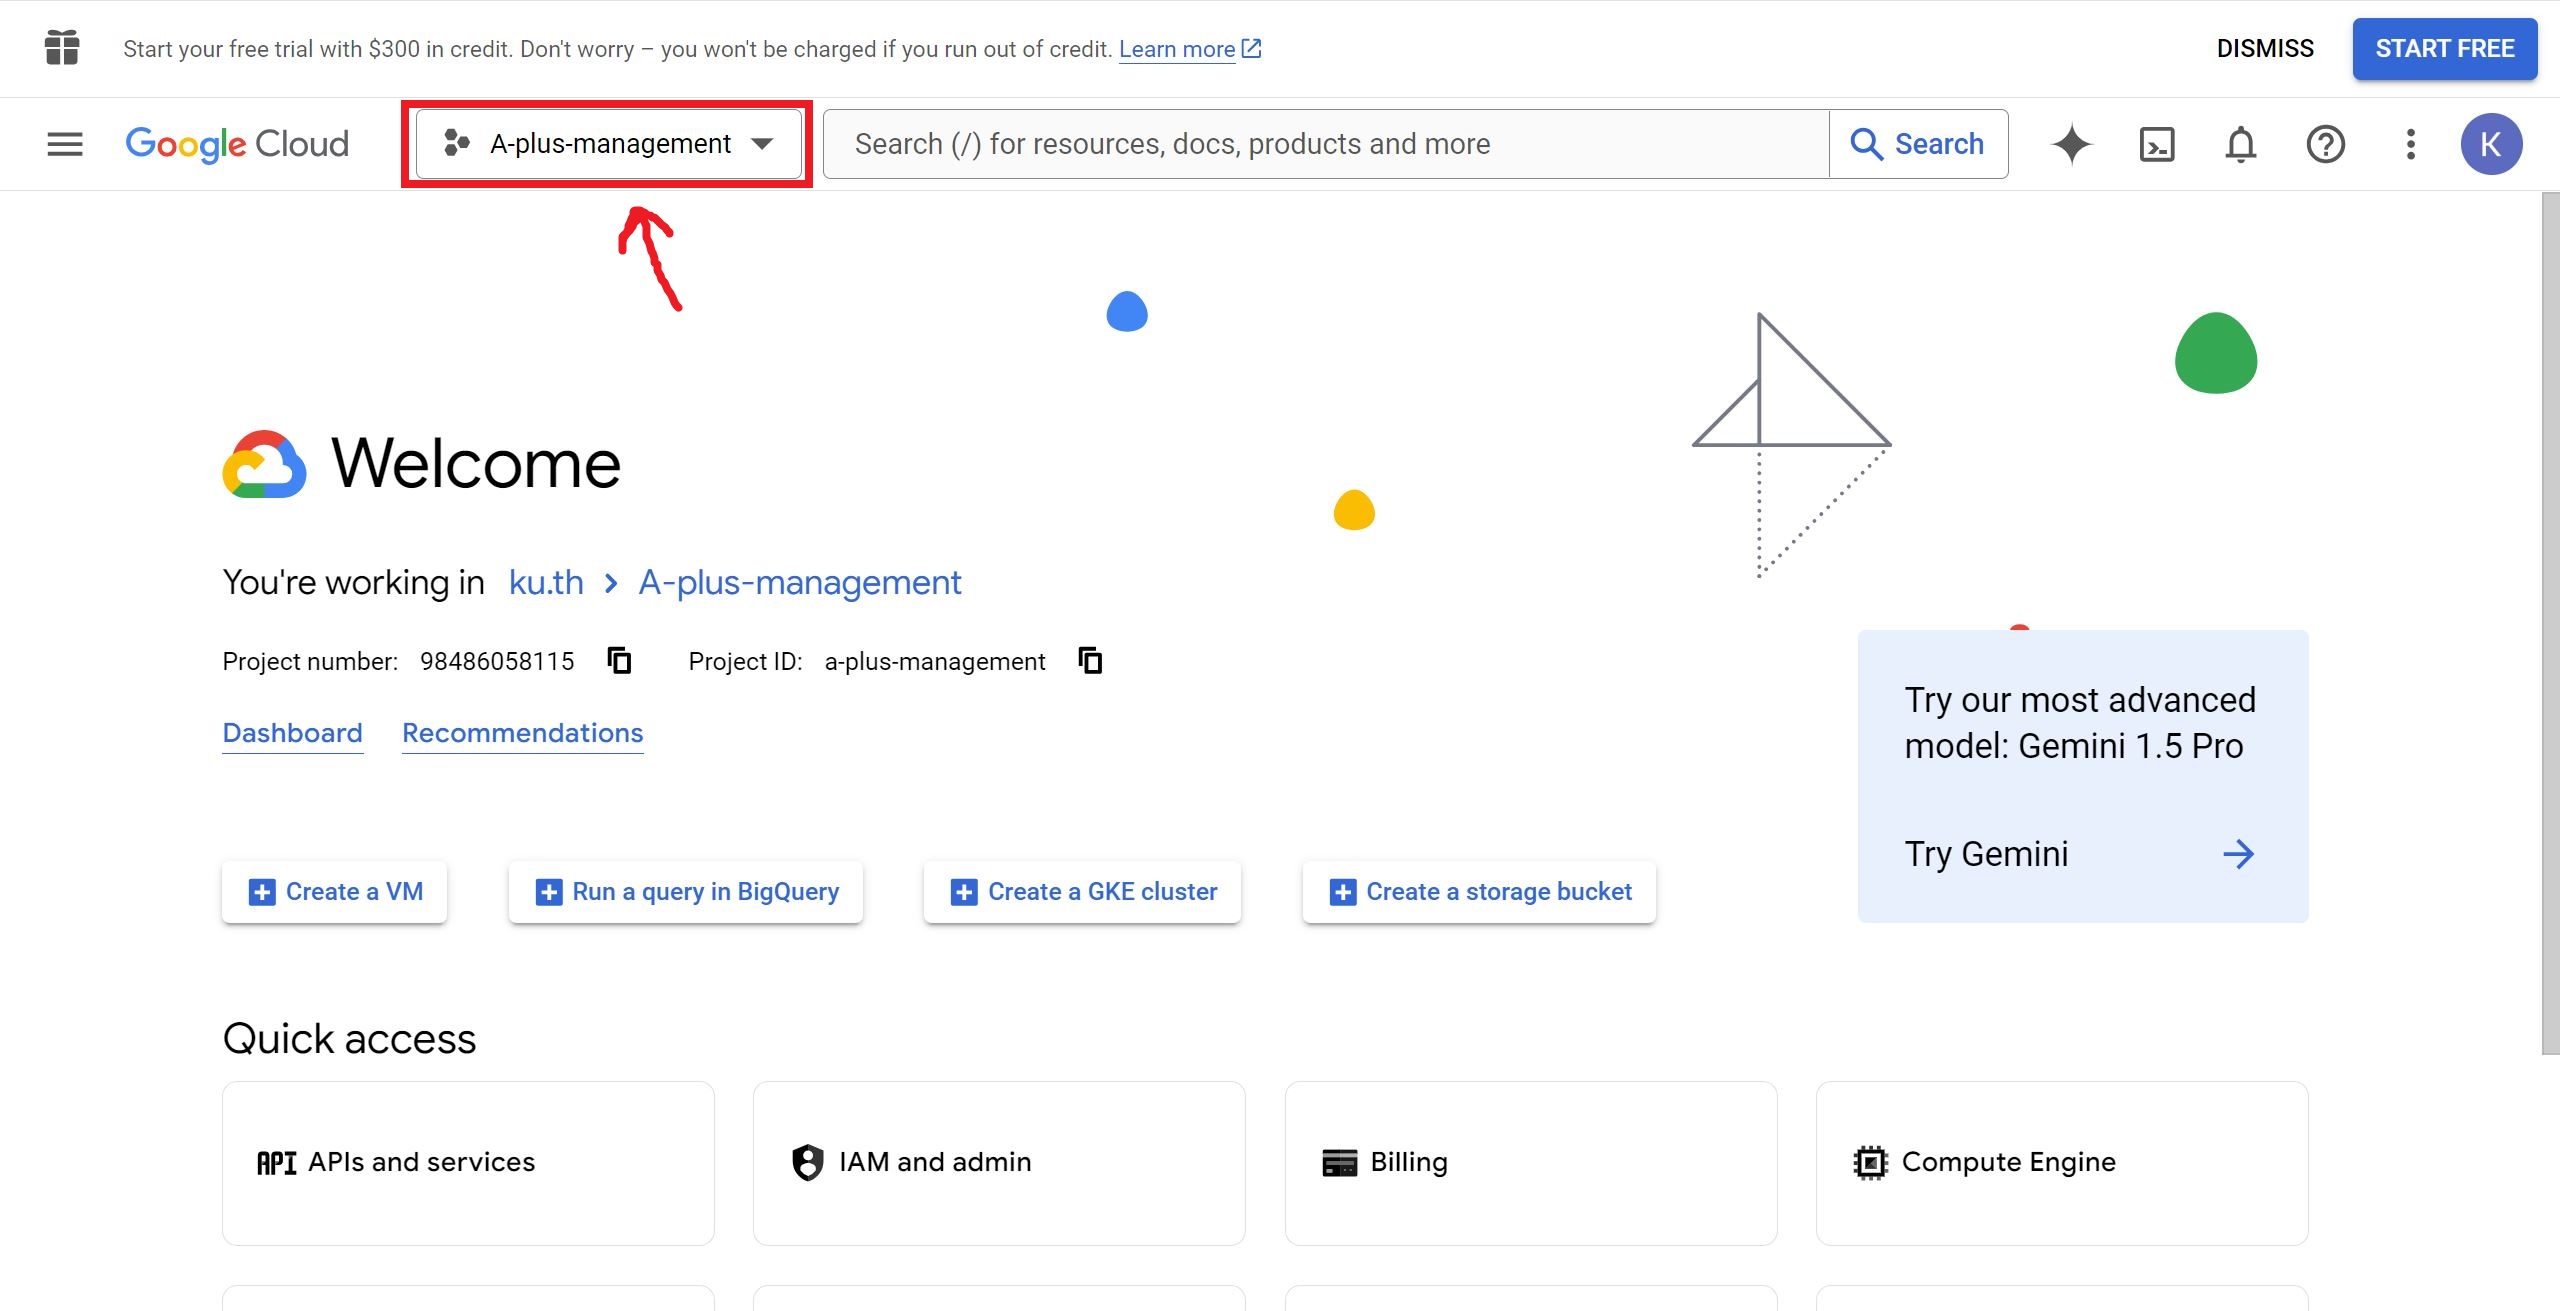 Start your free trial with $300 in credit. Don't worry – you won't be charged if you run out of credit. Learn more
DISMISS
START FREE
Google Cloud
A-plus-management
Search (/) for resources, docs, products and more
Search
K
Welcome
You're working in ku.th > A-plus-management
Project number: 98486058115 Project ID: a-plus-management
Dashboard Recommendations
Try our most advanced
model: Gemini 1.5 Pro
Try Gemini
Create a VM
Run a query in BigQuery
Create a GKE cluster
Create a storage bucket
Quick access
API APIs and services
IAM and admin
Billing
Compute Engine